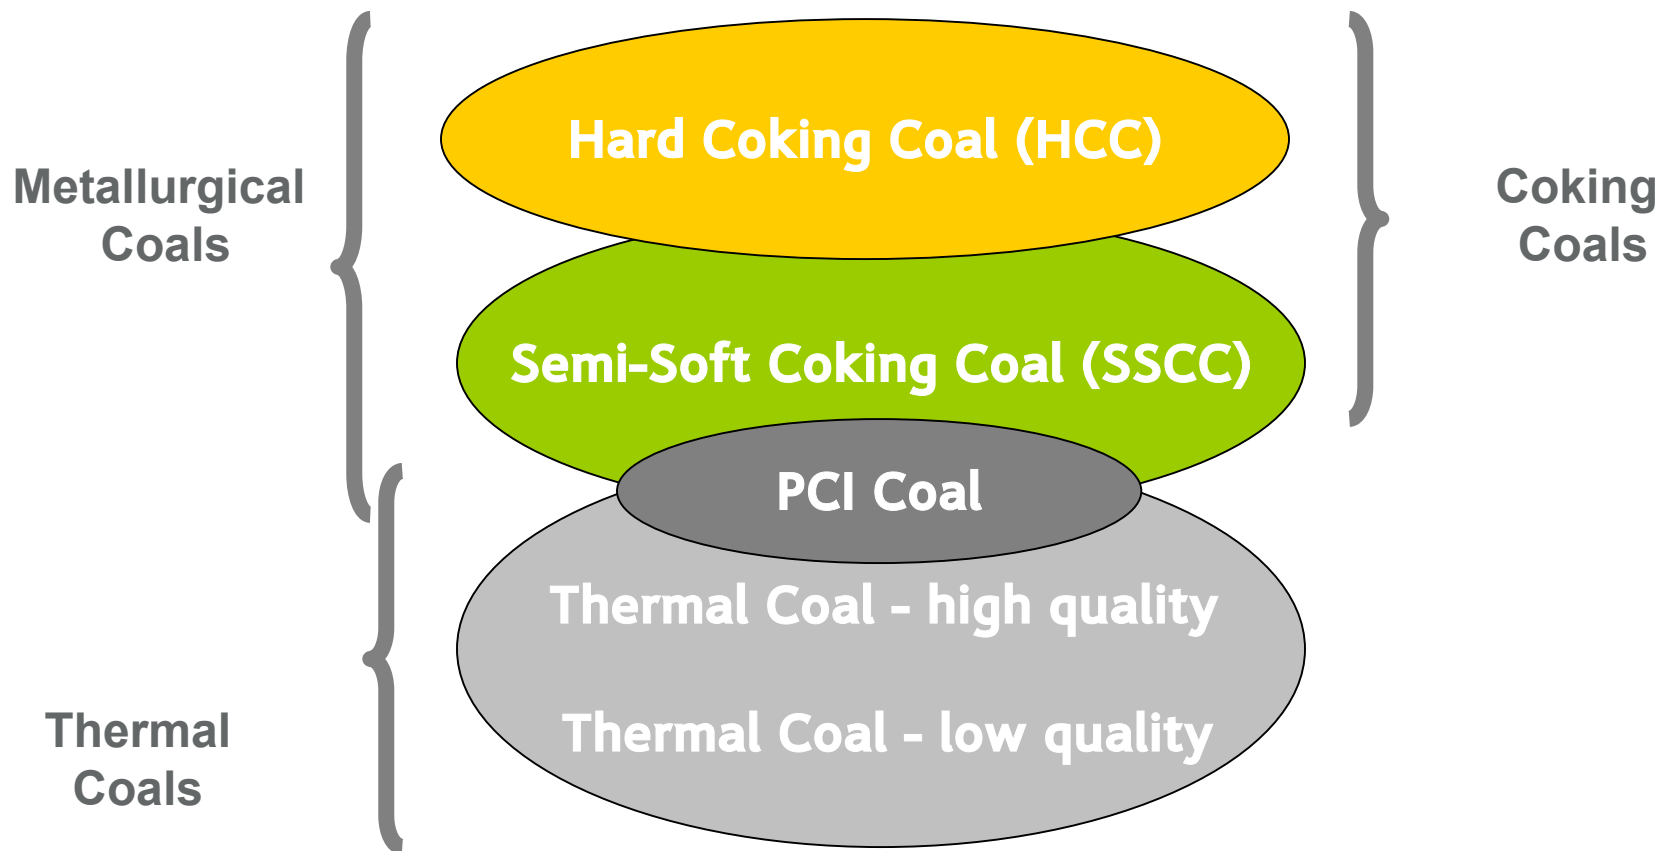 Hard Coking Coal (HCC)
Metallurgical
Coals
Coking
Coals
Semi-Soft Coking Coal (SSCC)
PCI Coal
Thermal Coal - high quality
Thermal Coal - low quality
Thermal
Coals